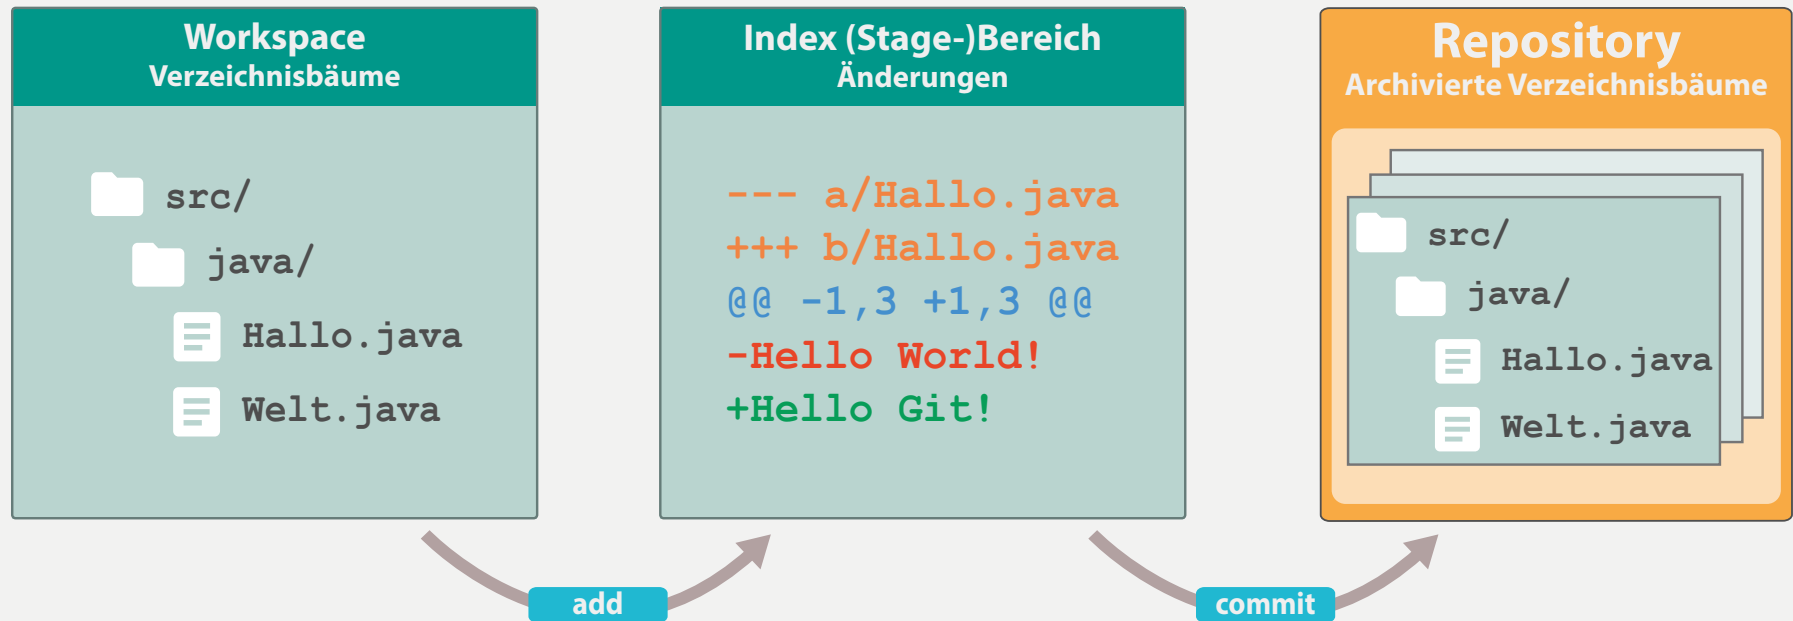 Workspace
Verzeichnisbäume
src/
java/
Hallo.java
Welt.java
Index (Stage-)Bereich
Änderungen
--- a/Hallo.java
+++ b/Hallo.java
@@ -1,3 +1,3 @@
-Hello World!
+Hello Git!
Repository
Archivierte Verzeichnisbäume
src/
java/
Hallo.java
Welt.java
add
commit